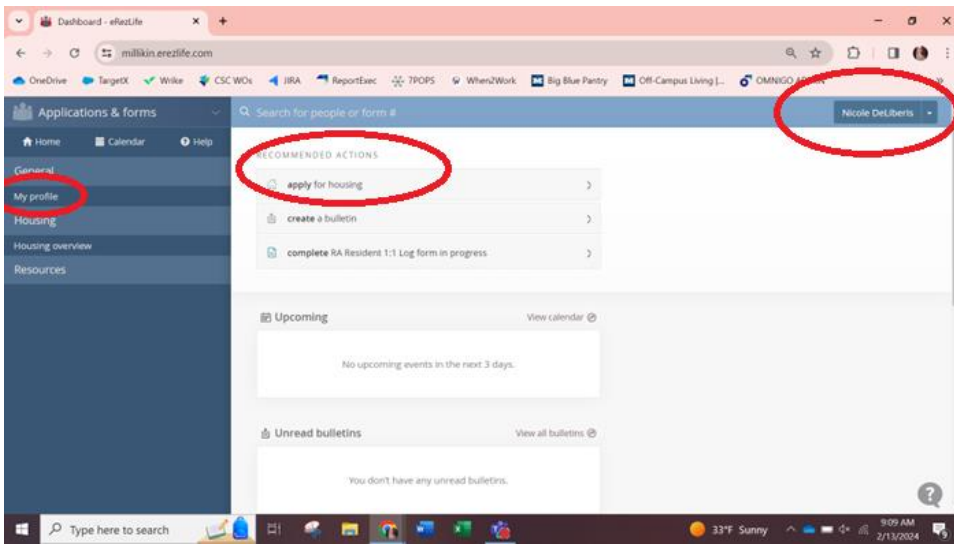 Dashboard - eRezLife
millikin.erezlife.com
OneDrive TargetX Wrike CSC WOs JIRA ReportExec 7POPS When2Work Big Blue Pantry Off-Campus Living |... OMNIGO
Applications & forms
Search for people or form #
Nicole DeLiberis
Home Calendar Help
RECOMMENDED ACTIONS
General
apply for housing
My profile
create a bulletin
Housing
Housing overview
complete RA Resident 1:1 Log form in progress
Resources
Upcoming View calendar
No upcoming events in the next 3 days.
Unread bulletins View all bulletins
You don't have any unread bulletins.
Type here to search
33°F Sunny
9:09 AM
2/13/2024